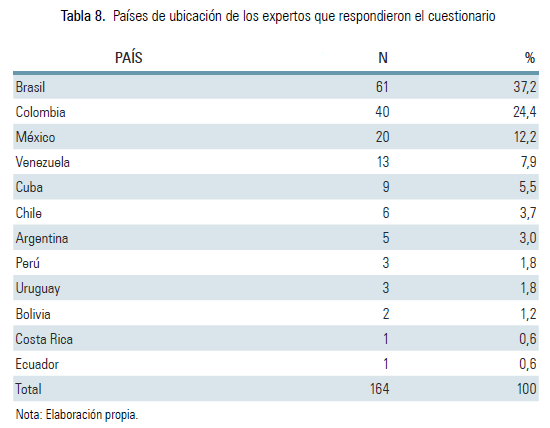 Tabla 8. Países de ubicación de los expertos que respondieron el cuestionario
PAÍS N %
Brasil 61 37,2
Colombia 40 24,4
México 20 12,2
Venezuela 13 7,9
Cuba 9 5,5
Chile 6 3,7
Argentina 5 3,0
Perú 3 1,8
Uruguay 3 1,8
Bolivia 2 1,2
Costa Rica 1 0,6
Ecuador 1 0,6
Total 164 100
Nota: Elaboración propia.